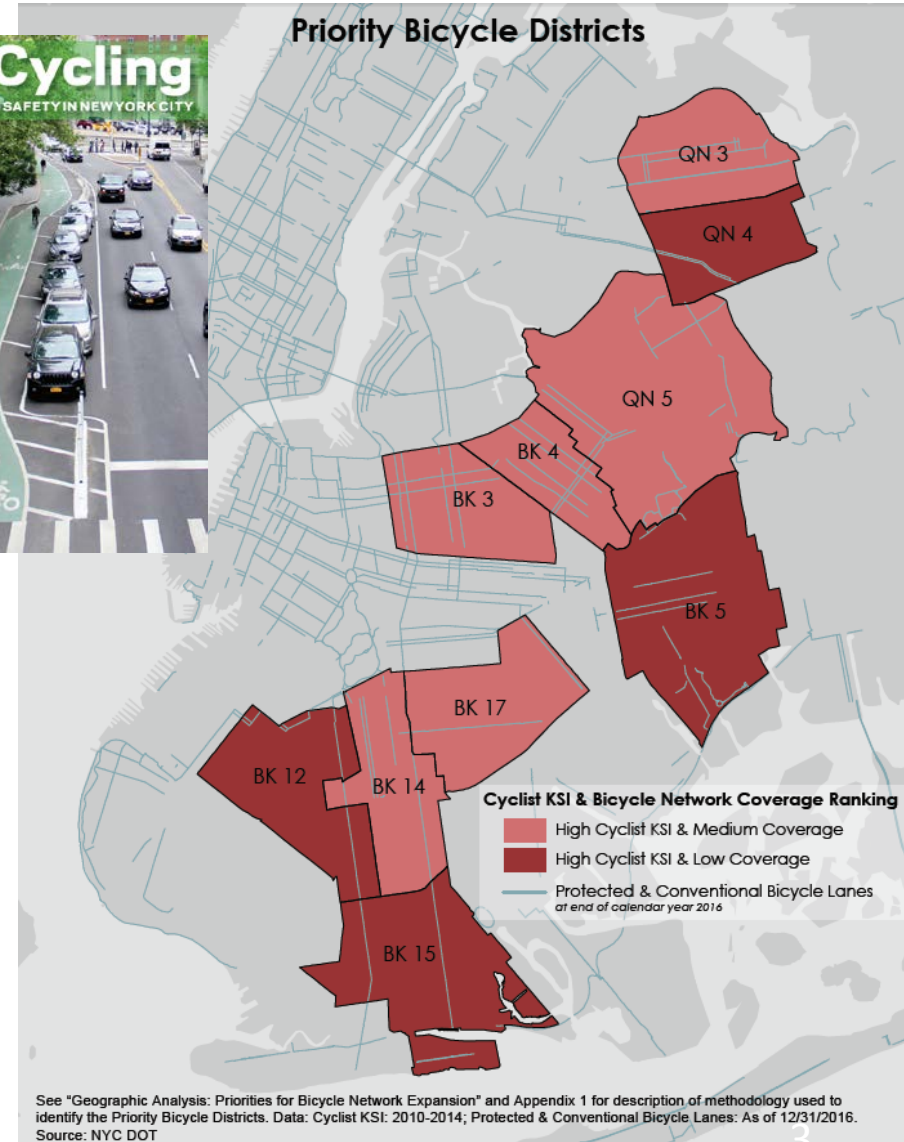 Priority Bicycle Districts
Cycling
SAFETY IN NEW YORK CITY
QN 3
QN 4
QN 5
BK 4
BK 3
BK 5
BK 17
BK 12
BK 14
BK 15
Cyclist KSI & Bicycle Network Coverage Ranking
High Cyclist KSI & Medium Coverage
High Cyclist KSI & Low Coverage
Protected & Conventional Bicycle Lanes
at end of calendar year 2016
See "Geographic Analysis: Priorities for Bicycle Network Expansion" and Appendix 1 for description of methodology used to
identify the Priority Bicycle Districts. Data: Cyclist KSI: 2010-2014; Protected & Conventional Bicycle Lanes: As of 12/31/2016.
Source: NYC DOT
3